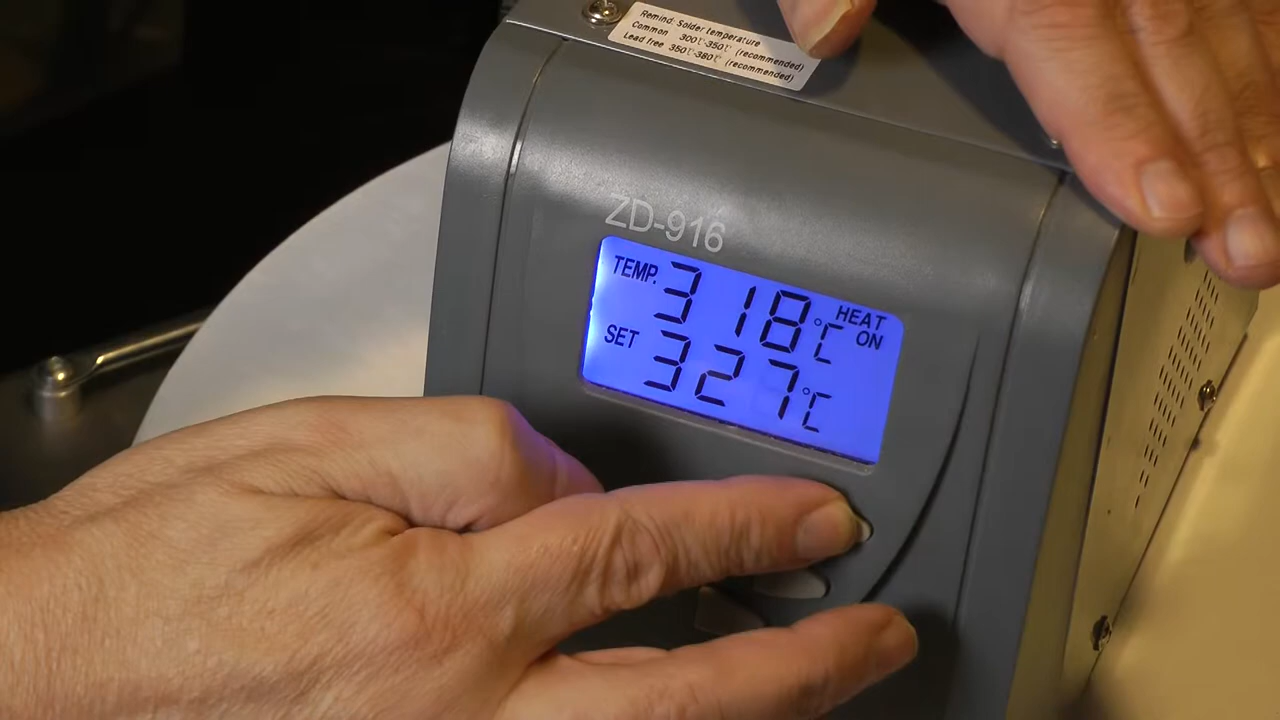 Remind: Solder temperature
Common 300℃-350℃ (recommended)
Lead free 350℃-380℃ (recommended)
ZD-916
TEMP. 318°C HEAT ON
SET 327°C